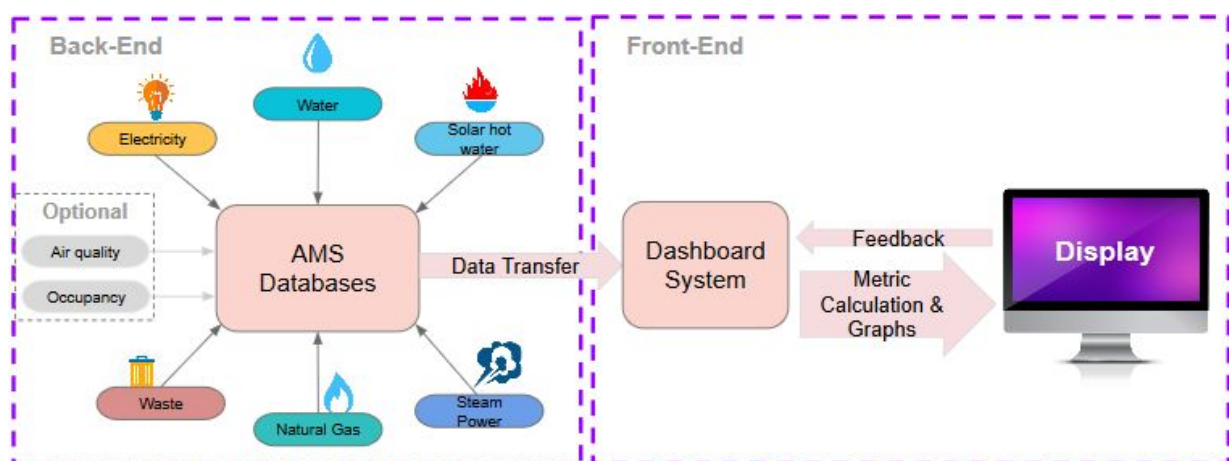 Back-End
Front-End
Water
Electricity
Solar hot
water
Optional
Air quality
Occupancy
AMS
Databases
Data Transfer
Dashboard
System
Feedback
Metric
Calculation &
Graphs
Display
Waste
Natural Gas
Steam
Power